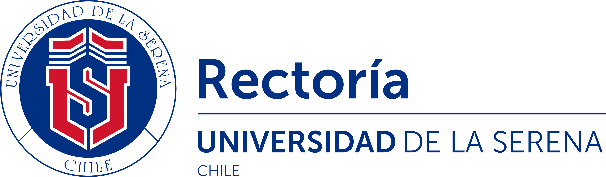 UNIVERSIDAD DE LA SERENA
CHILE
Rectoría
UNIVERSIDAD DE LA SERENA
CHILE